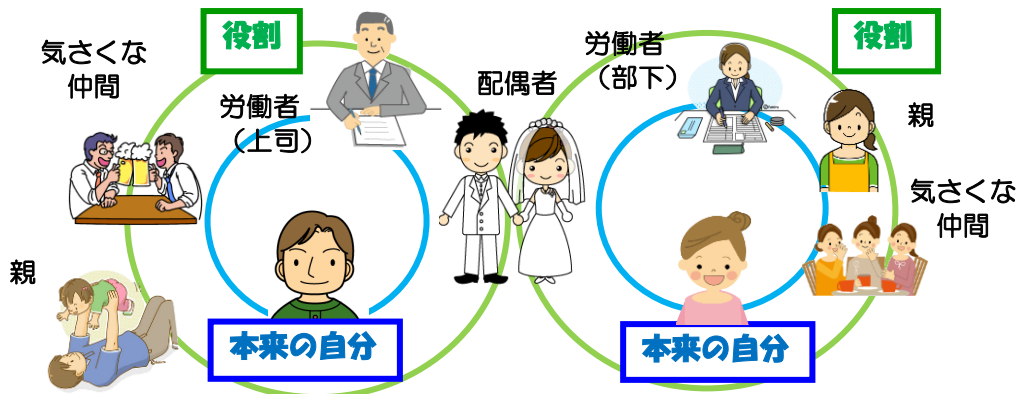 役割
気さくな
仲間
労働者
（上司）
親
本来の自分
配偶者
労働者
（部下）
役割
親
気さくな
仲間
本来の自分